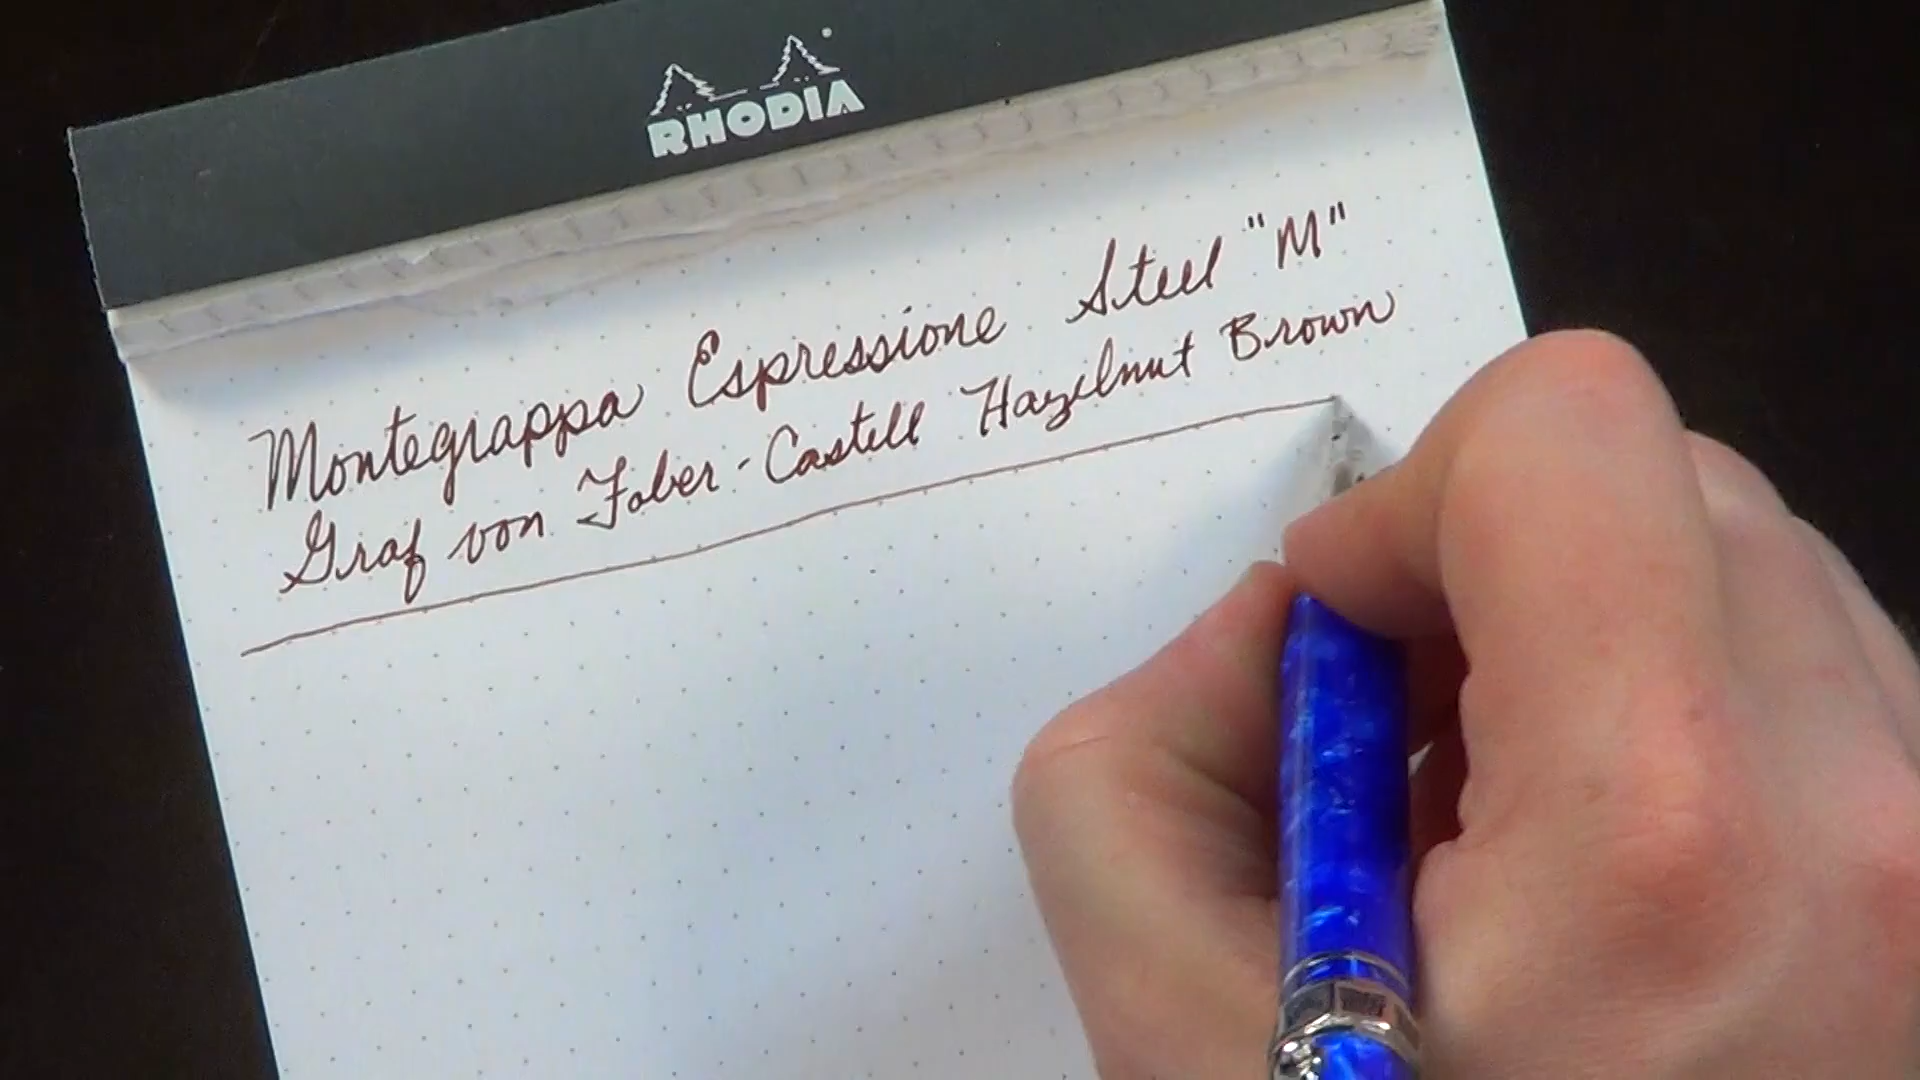 RHODIA
Montegrappa Espressione Steel "M"
Graf von Faber-Castell Hazelnut Brown